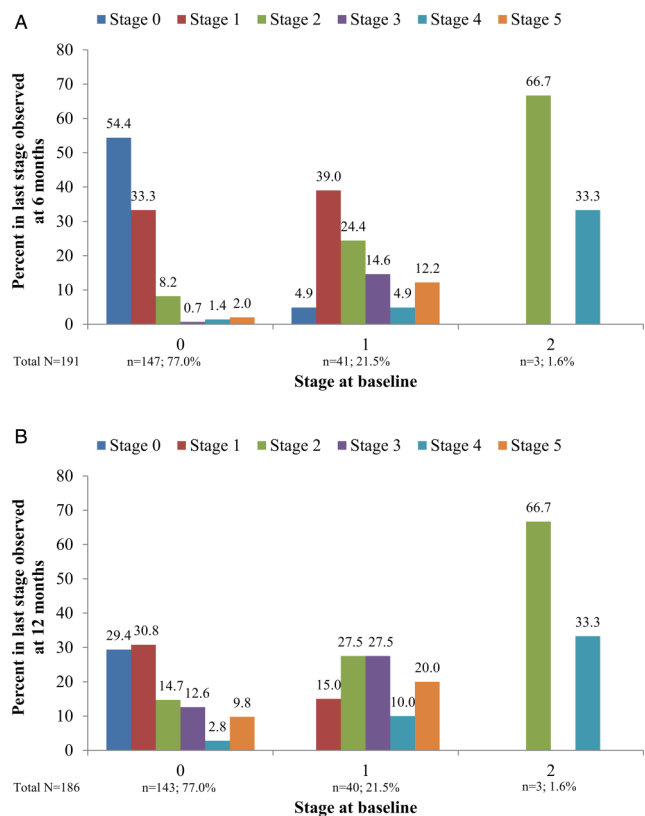 A
Stage 0 Stage 1 Stage 2 Stage 3 Stage 4 Stage 5
Percent in last stage observed
at 6 months
80
70
60
50
40
30
20
10
0
54.4 33.3 8.2 0.7 1.4 2.0
4.9 39.0 24.4 14.6 4.9 12.2
66.7 33.3
0 1 2
Total N=191 n=147; 77.0% n=41; 21.5% n=3; 1.6%
Stage at baseline
B
Stage 0 Stage 1 Stage 2 Stage 3 Stage 4 Stage 5
Percent in last stage observed
at 12 months
80
70
60
50
40
30
20
10
0
29.4 30.8 14.7 12.6 2.8 9.8
15.0 27.5 27.5 10.0 20.0
66.7 33.3
0 1 2
Total N=186 n=143; 77.0% n=40; 21.5% n=3; 1.6%
Stage at baseline